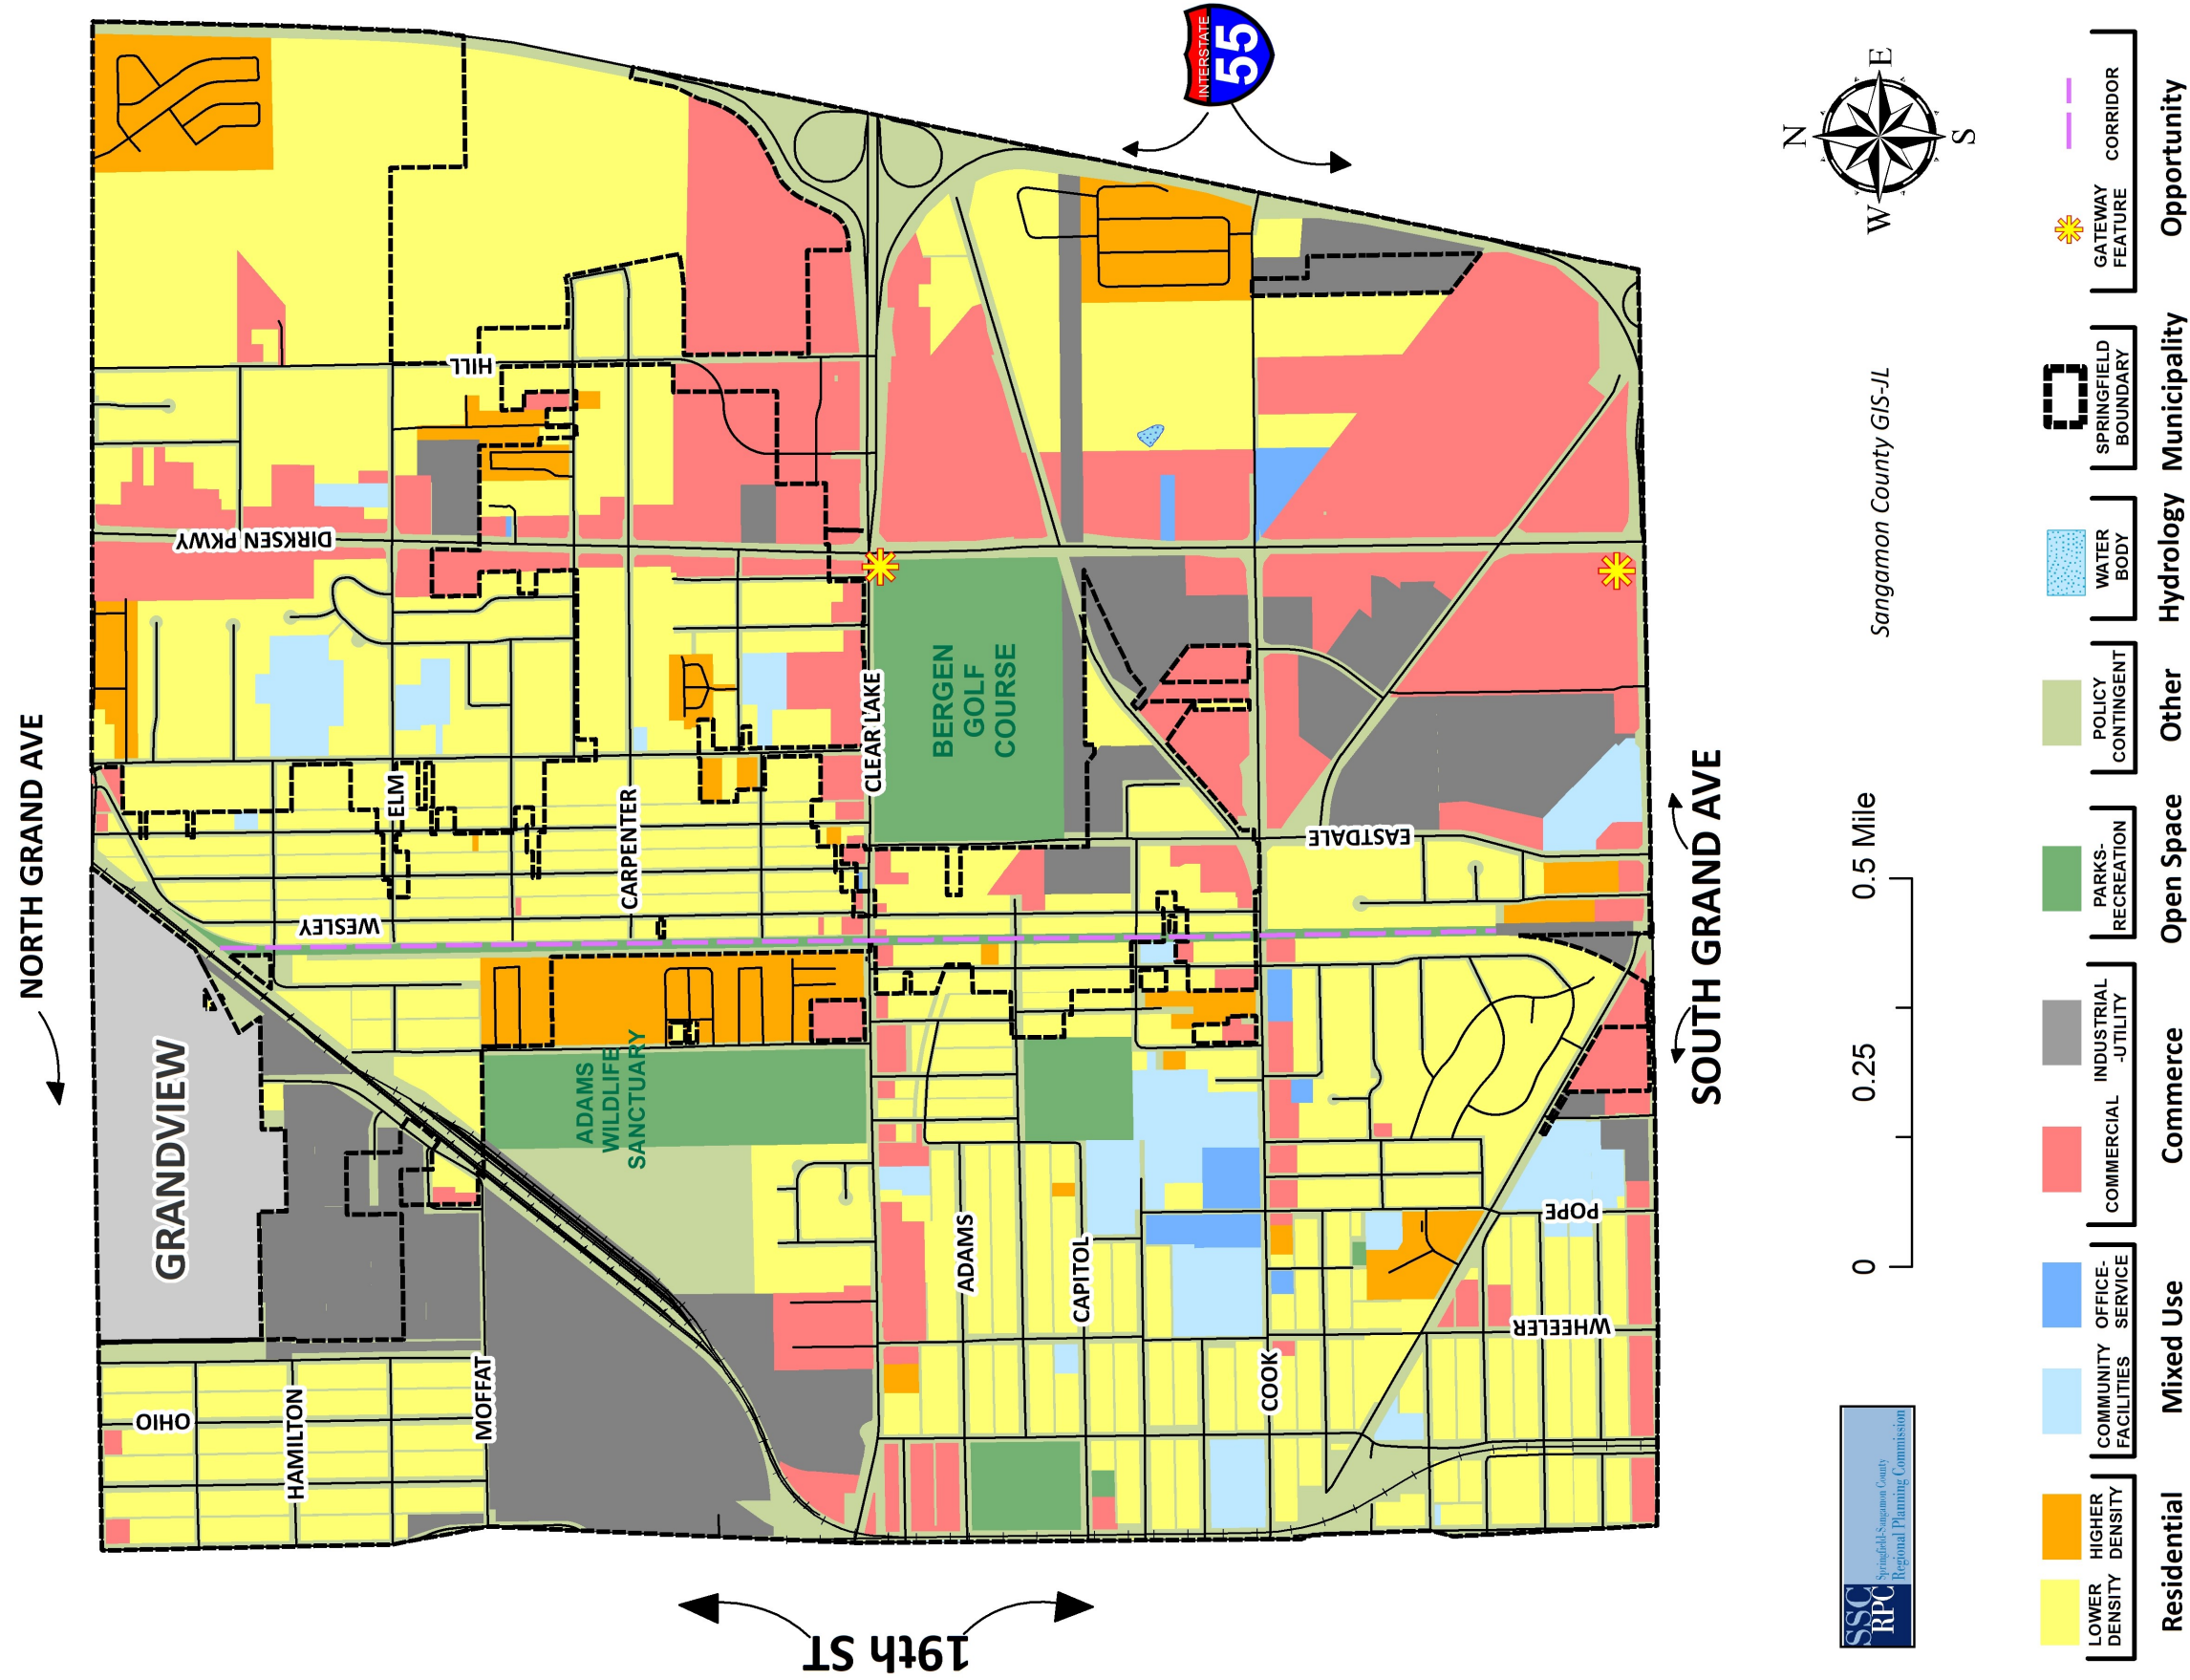 NORTH GRAND AVE
GRANDVIEW
OHIO
HAMILTON
MOFFAT
WESLEY
ELM
CARPENTER
DIRKSEN PKWY
HILL
ADAMS
WILDLIFE
SANCTUARY
CLEAR LAKE
BERGEN
GOLF
COURSE
ADAMS
CAPITOL
COOK
EASTDALE
POPE
WHEELER
19th ST
SOUTH GRAND AVE
INTERSTATE
55
N
W
E
S
Sangamon County GIS-JL
0
0.25
0.5 Mile
SSC
RPC
Springfield-Sangamon County
Regional Planning Commission
LOWER
DENSITY
HIGHER
DENSITY
Residential
COMMUNITY
FACILITIES
OFFICE-
SERVICE
Mixed Use
COMMERCIAL
INDUSTRIAL
-UTILITY
Commerce
PARKS-
RECREATION
Open Space
POLICY
CONTINGENT
Other
WATER
BODY
Hydrology
SPRINGFIELD
BOUNDARY
Municipality
GATEWAY
FEATURE
CORRIDOR
Opportunity